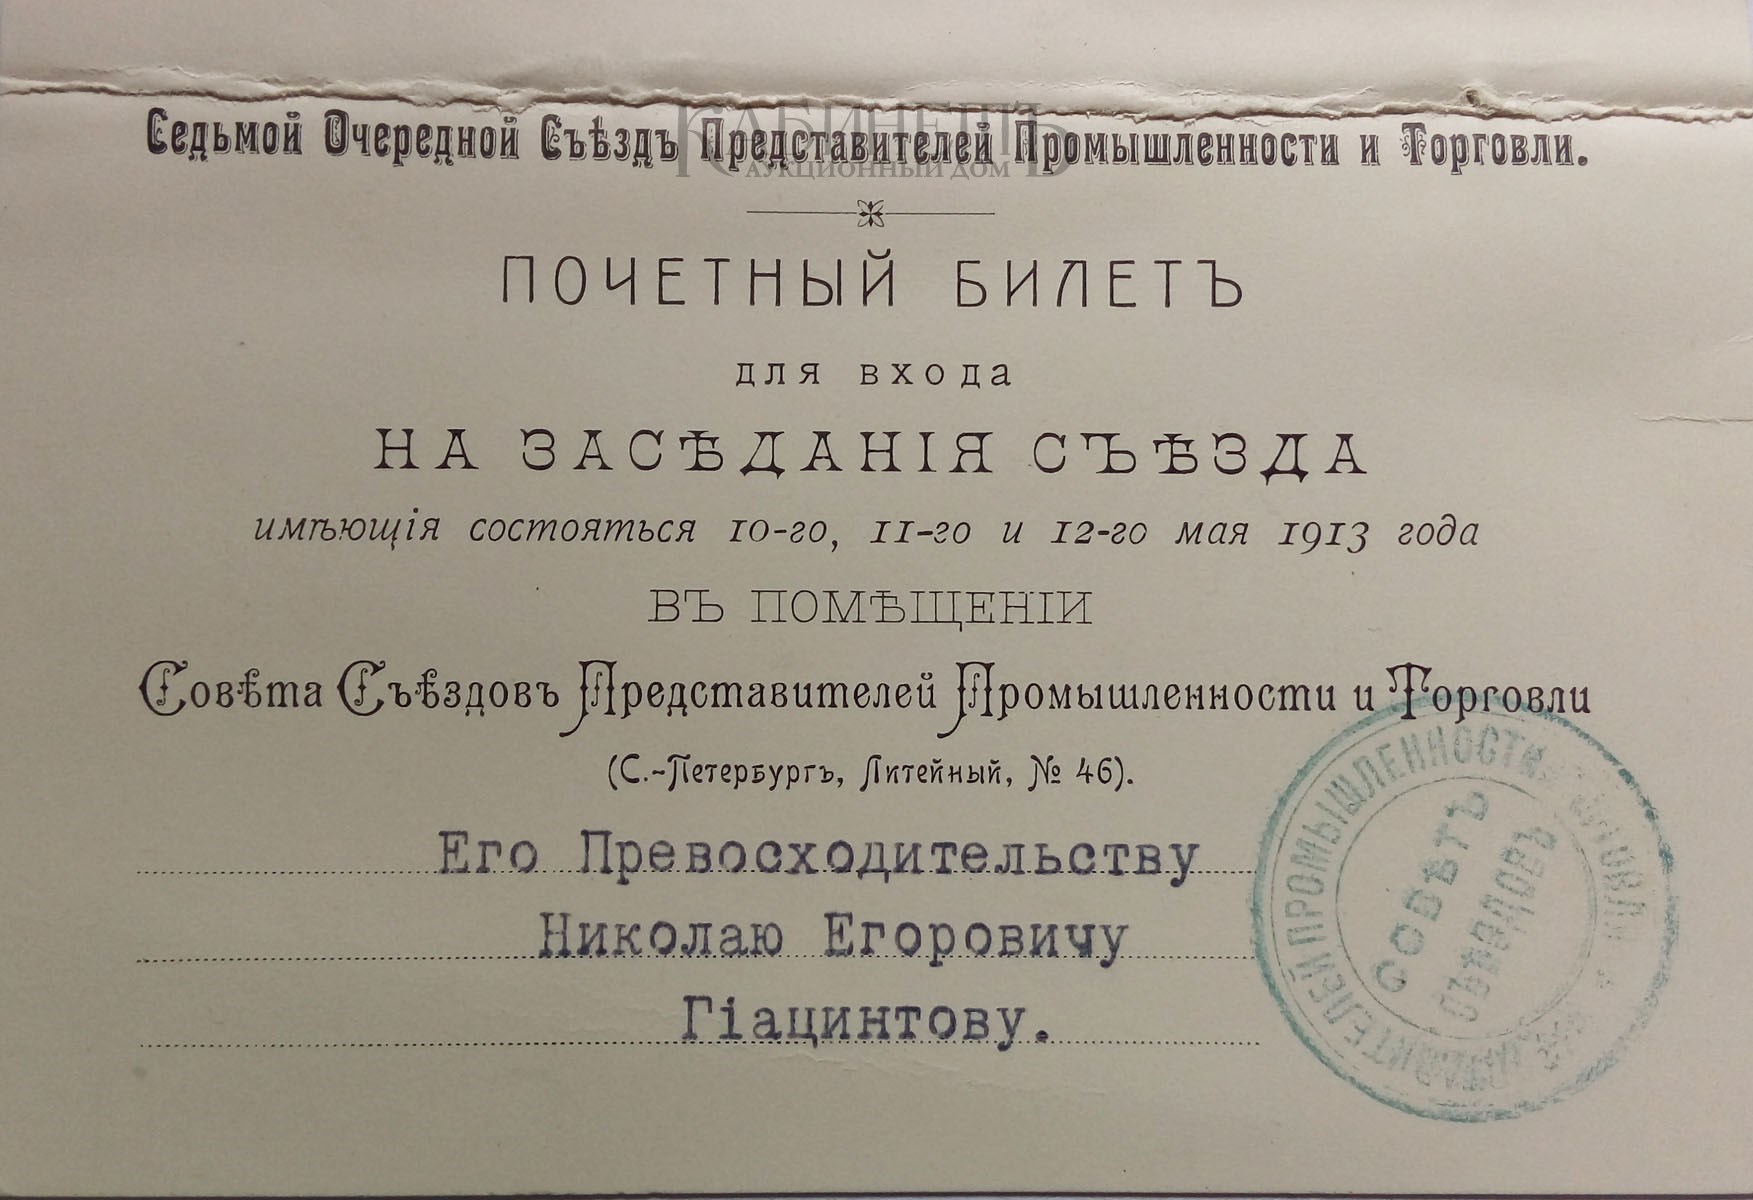 Седьмой Очередной Съѣздъ Представителей Промышленности и Торговли.
КАБИНЕТЪ
АУКЦИОННЫЙ ДОМ
ПОЧЕТНЫЙ БИЛЕТЪ
для входа
НА ЗАСѢДАНІЯ СЪѢЗДА
имѣющія состояться 10-го, 11-го и 12-го мая 1913 года
ВЪ ПОМѢЩЕНІИ
Совѣта Съѣздовъ Представителей Промышленности и Торговли
(С.-Петербургъ, Литейный, № 46).
Его Превосходительству
Николаю Егоровичу
Гіацинтову.
ПРОМЫШЛЕННОСТИ
СОВѢТЪ
СЪѢЗДОВЪ